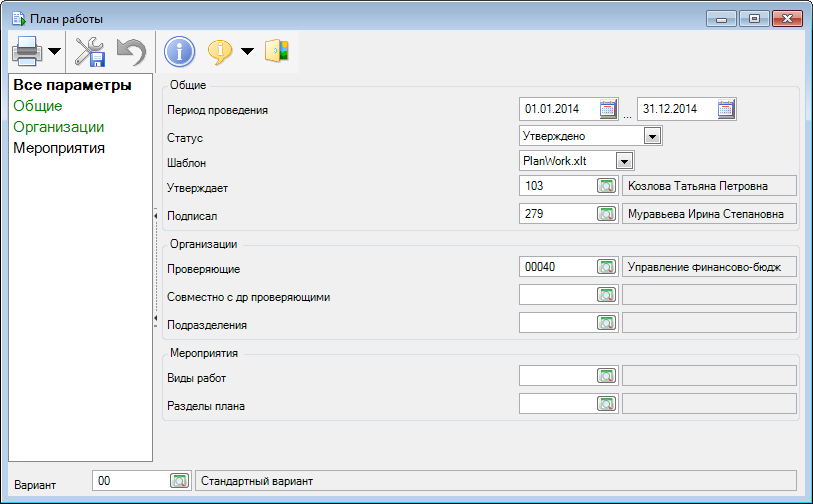 План работы
Все параметры
Общие
Организации
Мероприятия
Общие
Период проведения 01.01.2014 ... 31.12.2014
Статус Утверждено
Шаблон PlanWork.xlt
Утверждает 103 Козлова Татьяна Петровна
Подписал 279 Муравьева Ирина Степановна
Организации
Проверяющие 00040 Управление финансово-бюдж
Совместно с др проверяющими
Подразделения
Мероприятия
Виды работ
Разделы плана
Вариант 00 Стандартный вариант